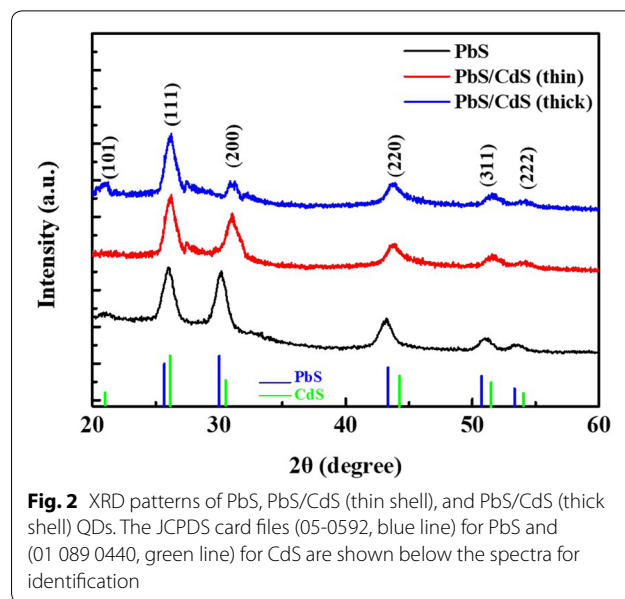 PbS
PbS/CdS (thin)
PbS/CdS (thick)
(101)
(111)
(200)
(220)
(311)
(222)
Intensity (a.u.)
PbS
CdS
20 30 40 50 60
2θ (degree)
Fig. 2 XRD patterns of PbS, PbS/CdS (thin shell), and PbS/CdS (thick
shell) QDs. The JCPDS card files (05-0592, blue line) for PbS and
(01 089 0440, green line) for CdS are shown below the spectra for
identification